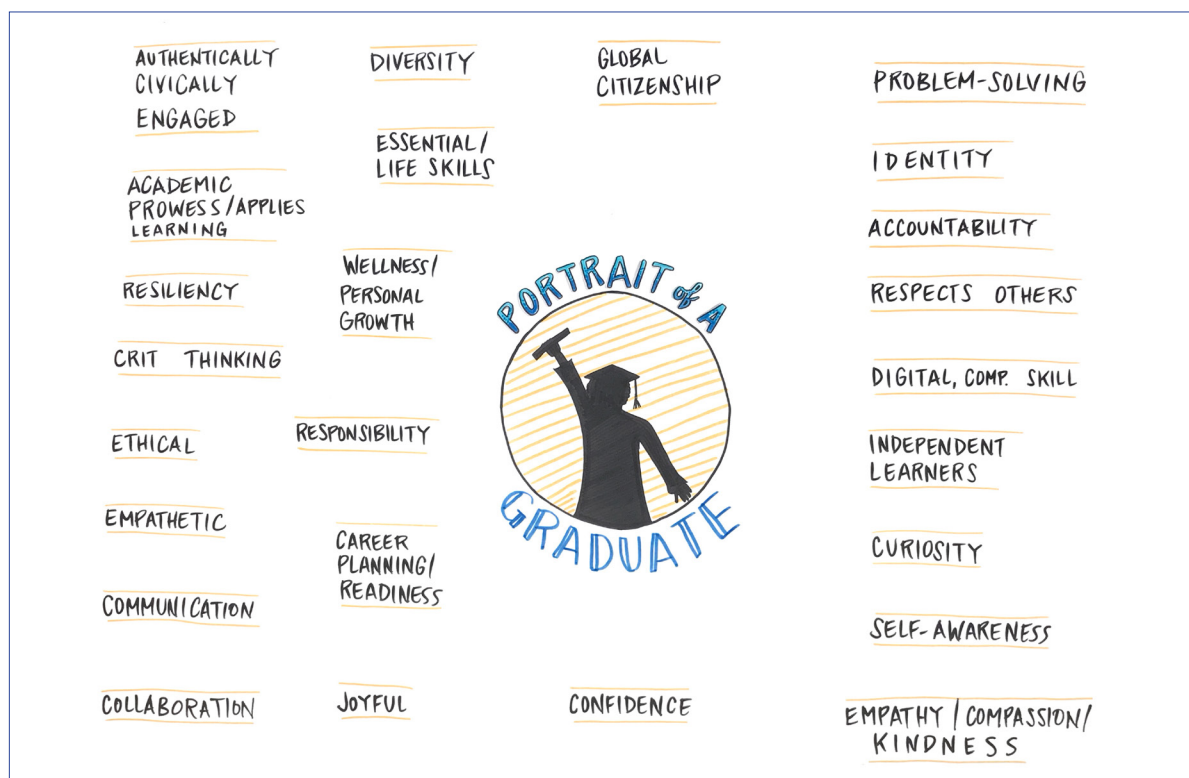 AUTHENTICALLY
CIVICALLY
ENGAGED
ACADEMIC
PROWESS/APPLIES
LEARNING
RESILIENCY
CRIT THINKING
ETHICAL
EMPATHETIC
COMMUNICATION
COLLABORATION
DIVERSITY
ESSENTIAL/
LIFE SKILLS
WELLNESS/
PERSONAL
GROWTH
RESPONSIBILITY
CAREER
PLANNING/
READINESS
JOYFUL
GLOBAL
CITIZENSHIP
PORTRAIT of A
GRADUATE
CONFIDENCE
PROBLEM-SOLVING
IDENTITY
ACCOUNTABILITY
RESPECTS OTHERS
DIGITAL, COMP. SKILL
INDEPENDENT
LEARNERS
CURIOSITY
SELF-AWARENESS
EMPATHY / COMPASSION/
KINDNESS